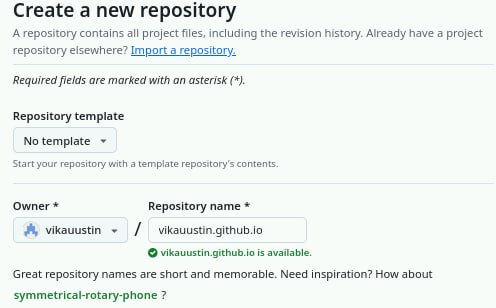 Create a new repository
A repository contains all project files, including the revision history. Already have a project
repository elsewhere? Import a repository.
Required fields are marked with an asterisk (*).
Repository template
No template
Start your repository with a template repository's contents.
Owner * Repository name *
vikauustin / vikauustin.github.io
vikauustin.github.io is available.
Great repository names are short and memorable. Need inspiration? How about
symmetrical-rotary-phone ?